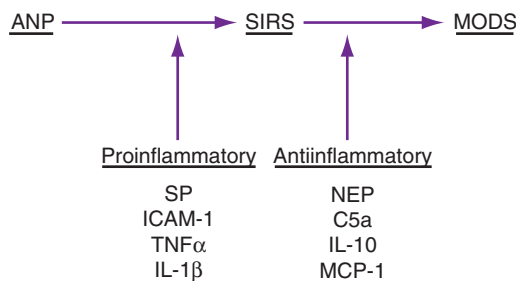 ANP SIRS MODS
Proinflammatory Antiinflammatory
SP NEP
ICAM-1 C5a
TNFα IL-10
IL-1β MCP-1